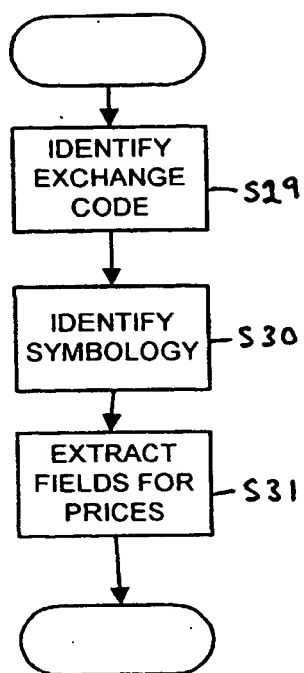 IDENTIFY
EXCHANGE
CODE
S29
IDENTIFY
SYMBOLOGY
S30
EXTRACT
FIELDS FOR
PRICES
S31